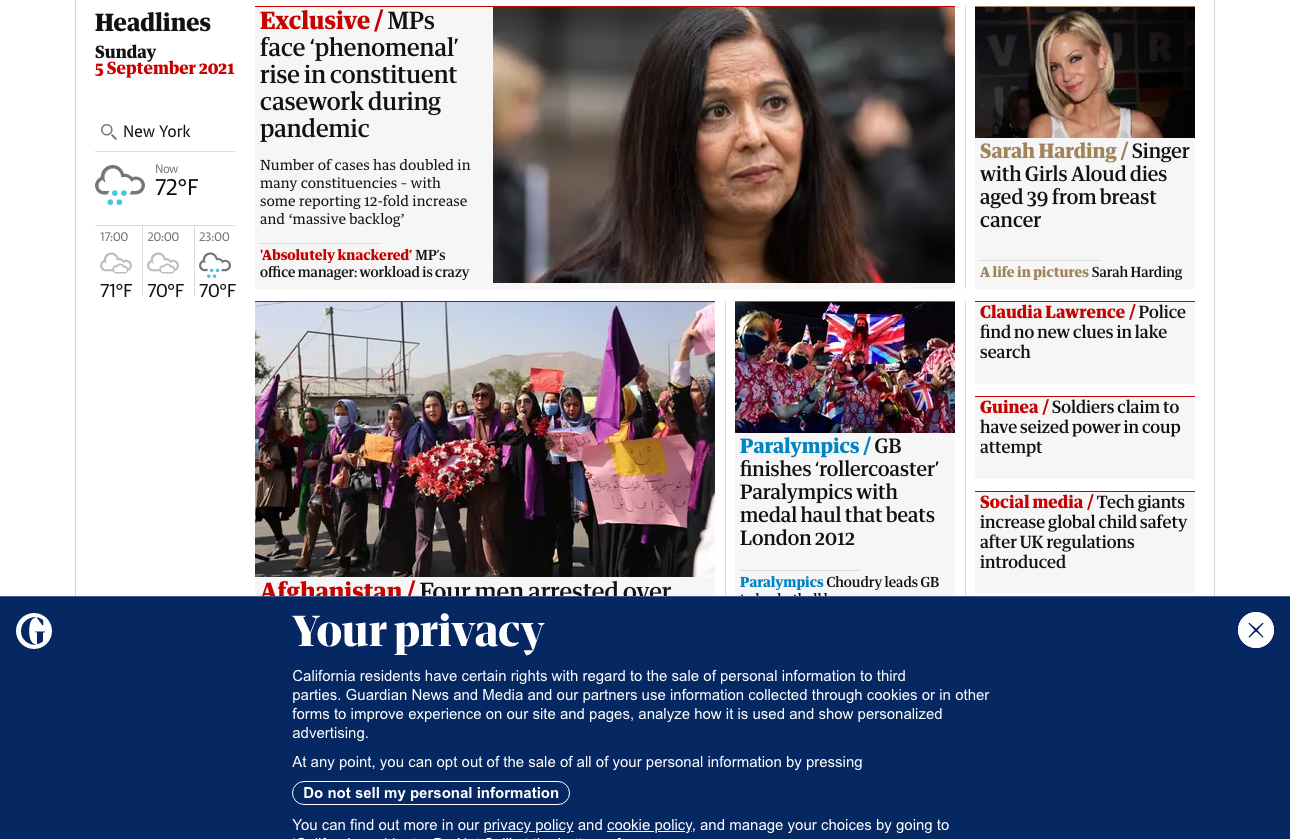 Headlines
Sunday
5 September 2021
New York
Now
72°F
17:00
71°F
20:00
70°F
23:00
70°F
Exclusive / MPs
face ‘phenomenal’
rise in constituent
casework during
pandemic
Number of cases has doubled in
many constituencies – with
some reporting 12-fold increase
and ‘massive backlog’
'Absolutely knackered’ MP’s
office manager: workload is crazy
Sarah Harding / Singer
with Girls Aloud dies
aged 39 from breast
cancer
A life in pictures Sarah Harding
Afghanistan / Four men arrested over
Paralympics / GB
finishes ‘rollercoaster’
Paralympics with
medal haul that beats
London 2012
Paralympics Choudry leads GB
Claudia Lawrence / Police
find no new clues in lake
search
Guinea / Soldiers claim to
have seized power in coup
attempt
Social media / Tech giants
increase global child safety
after UK regulations
introduced
Your privacy
California residents have certain rights with regard to the sale of personal information to third
parties. Guardian News and Media and our partners use information collected through cookies or in other
forms to improve experience on our site and pages, analyze how it is used and show personalized
advertising.
At any point, you can opt out of the sale of all of your personal information by pressing
Do not sell my personal information
You can find out more in our privacy policy and cookie policy, and manage your choices by going to